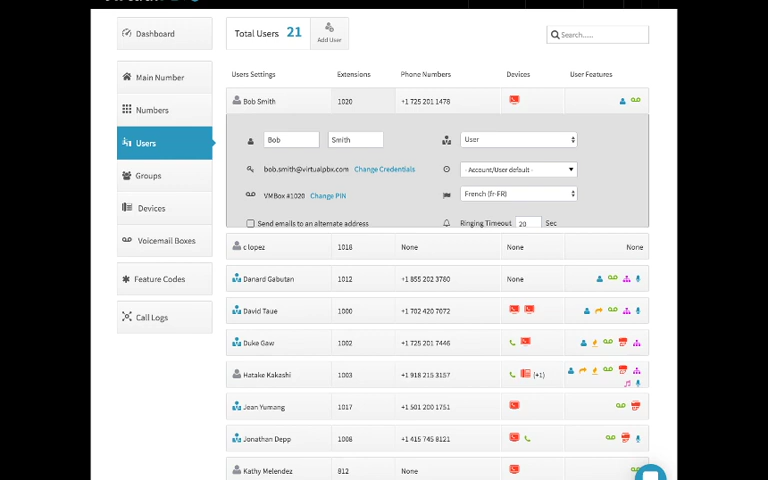 Dashboard
Main Number
Numbers
Users
Groups
Devices
Voicemail Boxes
Feature Codes
Call Logs
Total Users 21
Add User
Search.....
Users Settings Extensions Phone Numbers Devices User Features
Bob Smith 1020 +1 725 201 1478
Bob Smith User
bob.smith@virtualpbx.com Change Credentials - Account/User default -
VMBox #1020 Change PIN French (fr-FR)
Send emails to an alternate address Ringing Timeout 20 Sec
c lopez 1016 None None None
Danard Gabutan 1012 +1 855 202 3780 None
David Taue 1000 +1 702 420 7072
Duke Gaw 1002 +1 725 201 7446
Hatake Kakashi 1003 +1 918 215 3157 (+1)
Jean Yumang 1017 +1 501 200 1751
Jonathan Depp 1008 +1 415 745 8121
Kathy Melendez 812 None